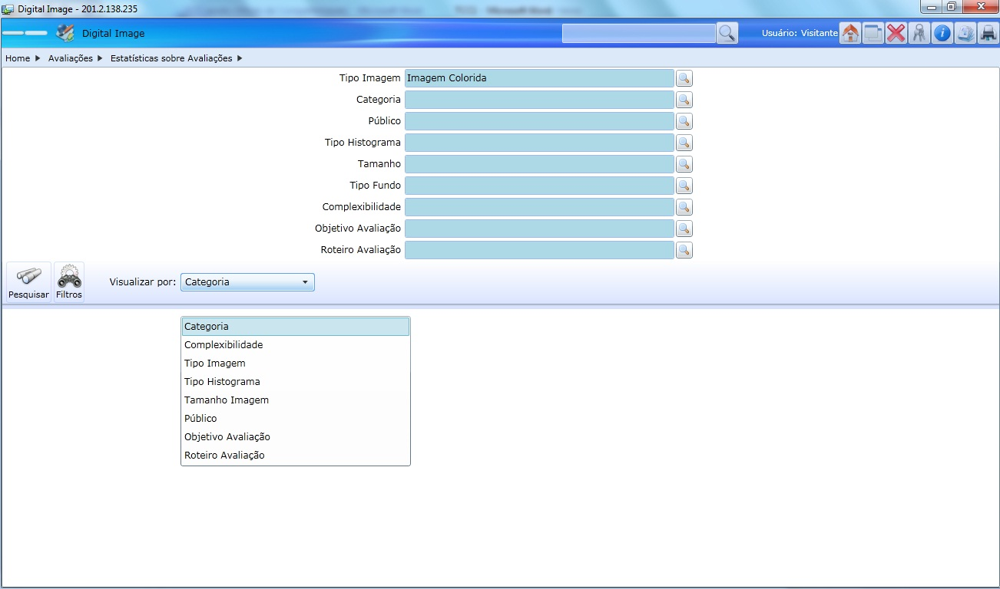 Digital Image - 201.2.138.235
Digital Image
Usuário: Visitante
Home Avaliações Estatísticas sobre Avaliações
Tipo Imagem Imagem Colorida
Categoria
Público
Tipo Histograma
Tamanho
Tipo Fundo
Complexibilidade
Objetivo Avaliação
Roteiro Avaliação
Pesquisar Filtros Visualizar por: Categoria
Categoria
Complexibilidade
Tipo Imagem
Tipo Histograma
Tamanho Imagem
Público
Objetivo Avaliação
Roteiro Avaliação